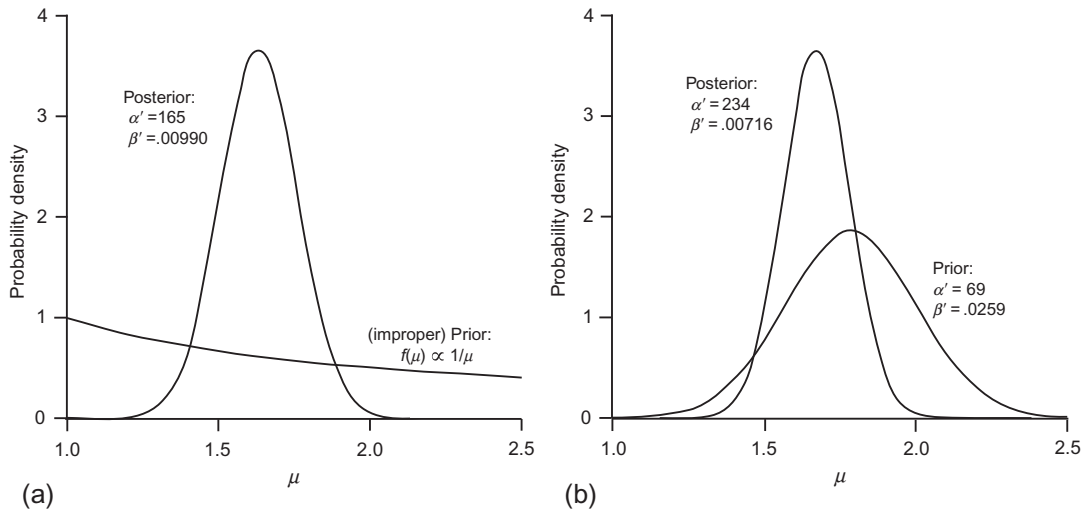 4
3
2
1
0
Probability density
Posterior:
α′ =165
β′ =.00990
(improper) Prior:
f(μ) ∝ 1/μ
1.0
1.5
2.0
2.5
μ
(a)
4
3
2
1
0
Probability density
Posterior:
α′ = 234
β′ = .00716
Prior:
α′ = 69
β′ = .0259
1.0
1.5
2.0
2.5
μ
(b)